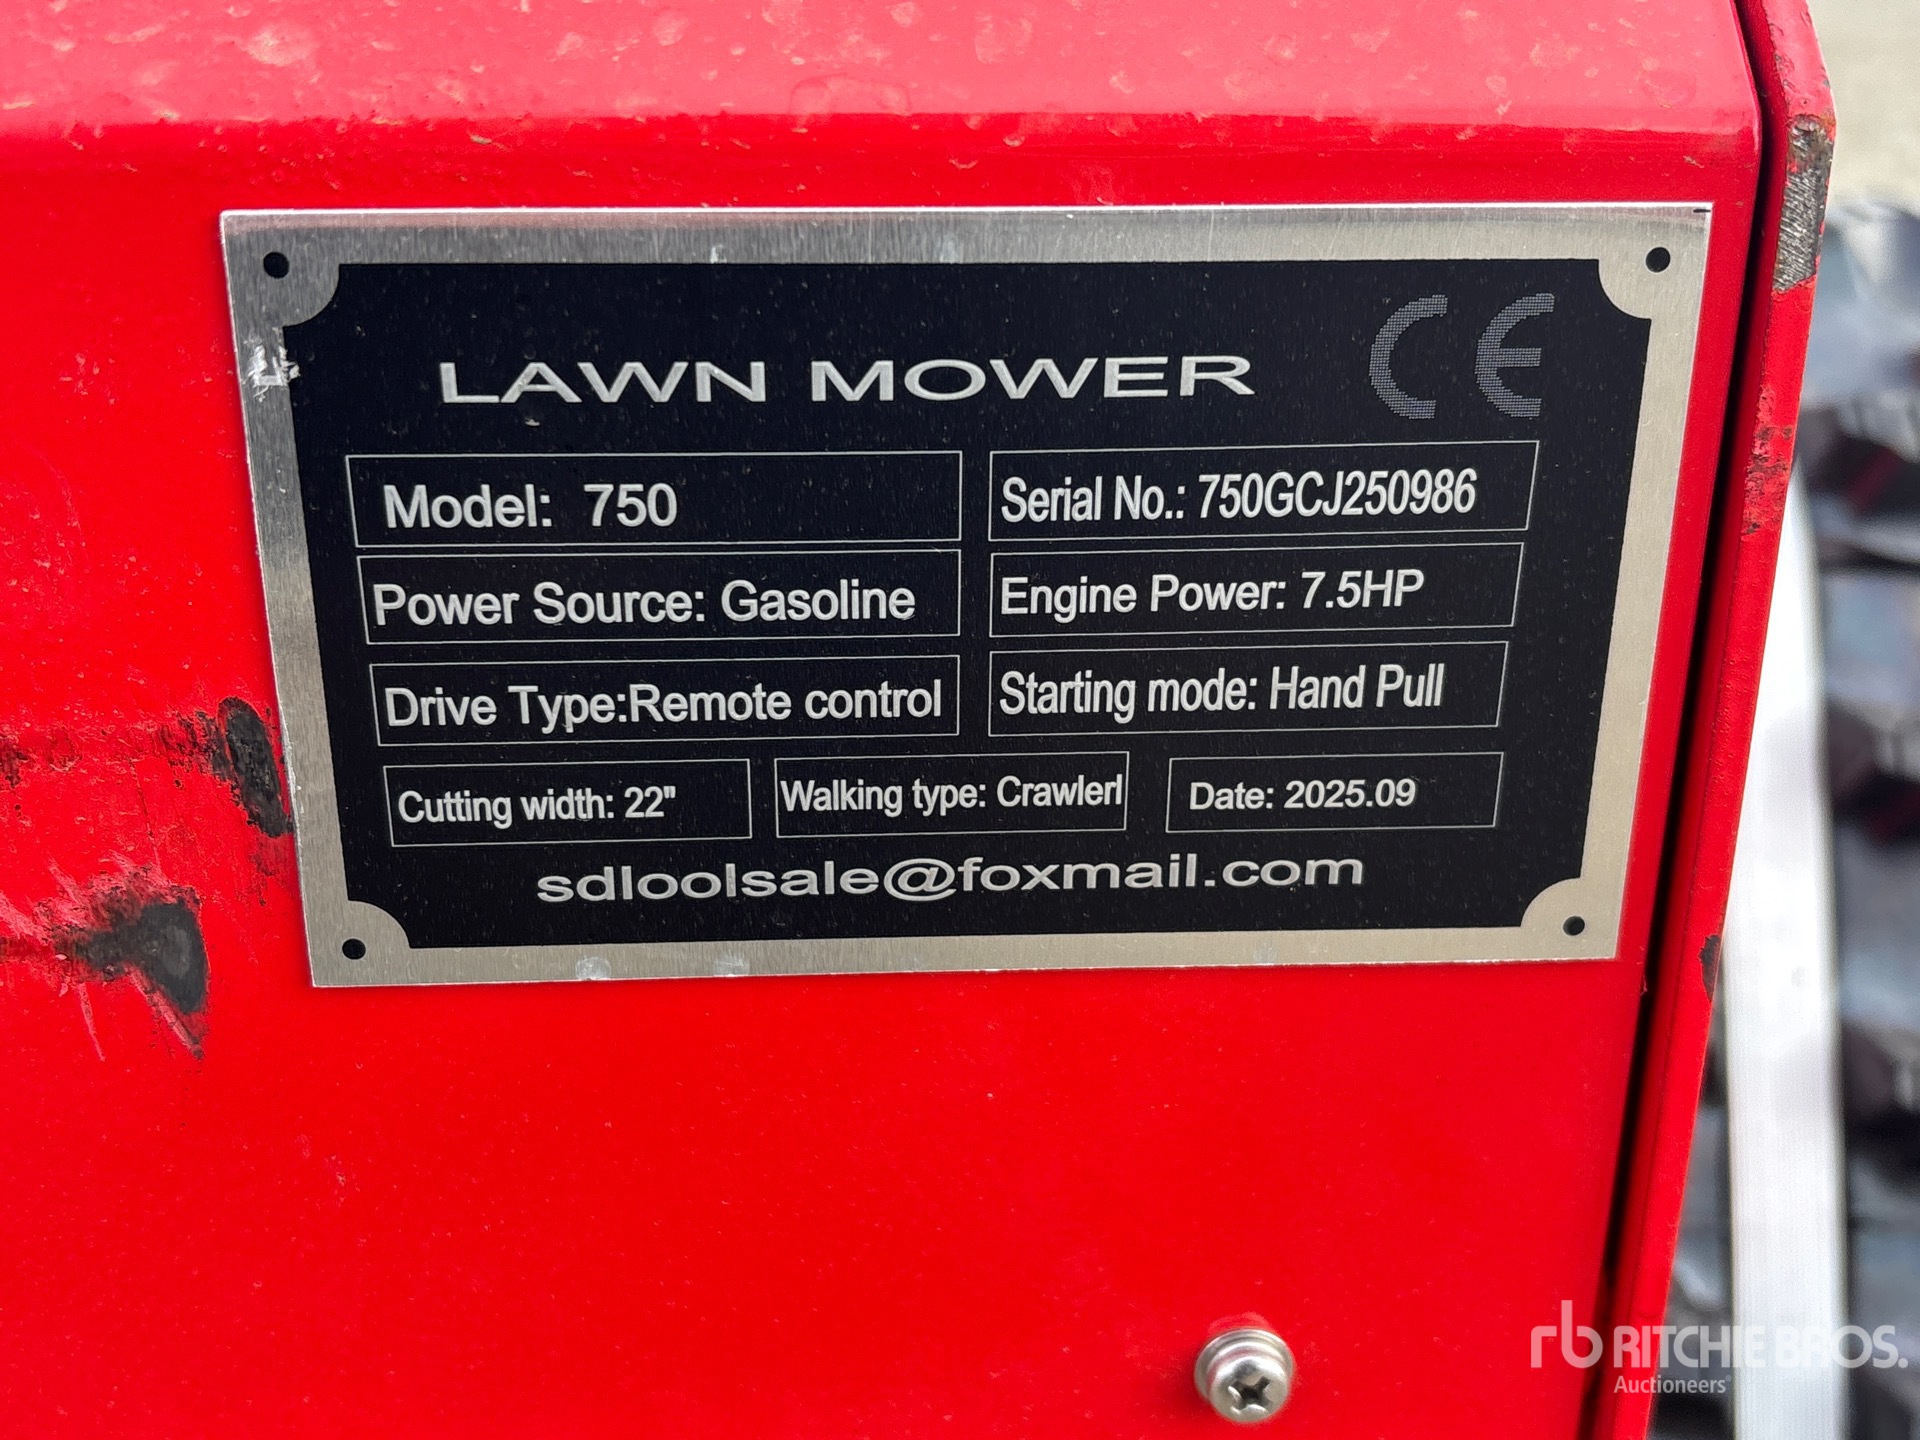 CE
LAWN MOWER
Model: 750
Serial No.: 750GCJ250986
Power Source: Gasoline
Engine Power: 7.5HP
Drive Type:Remote control
Starting mode: Hand Pull
Cutting width: 22"
Walking type: Crawlerl
Date: 2025.09
sdloolsale@foxmail.com
rb RITCHIE BROS.
Auctioneers